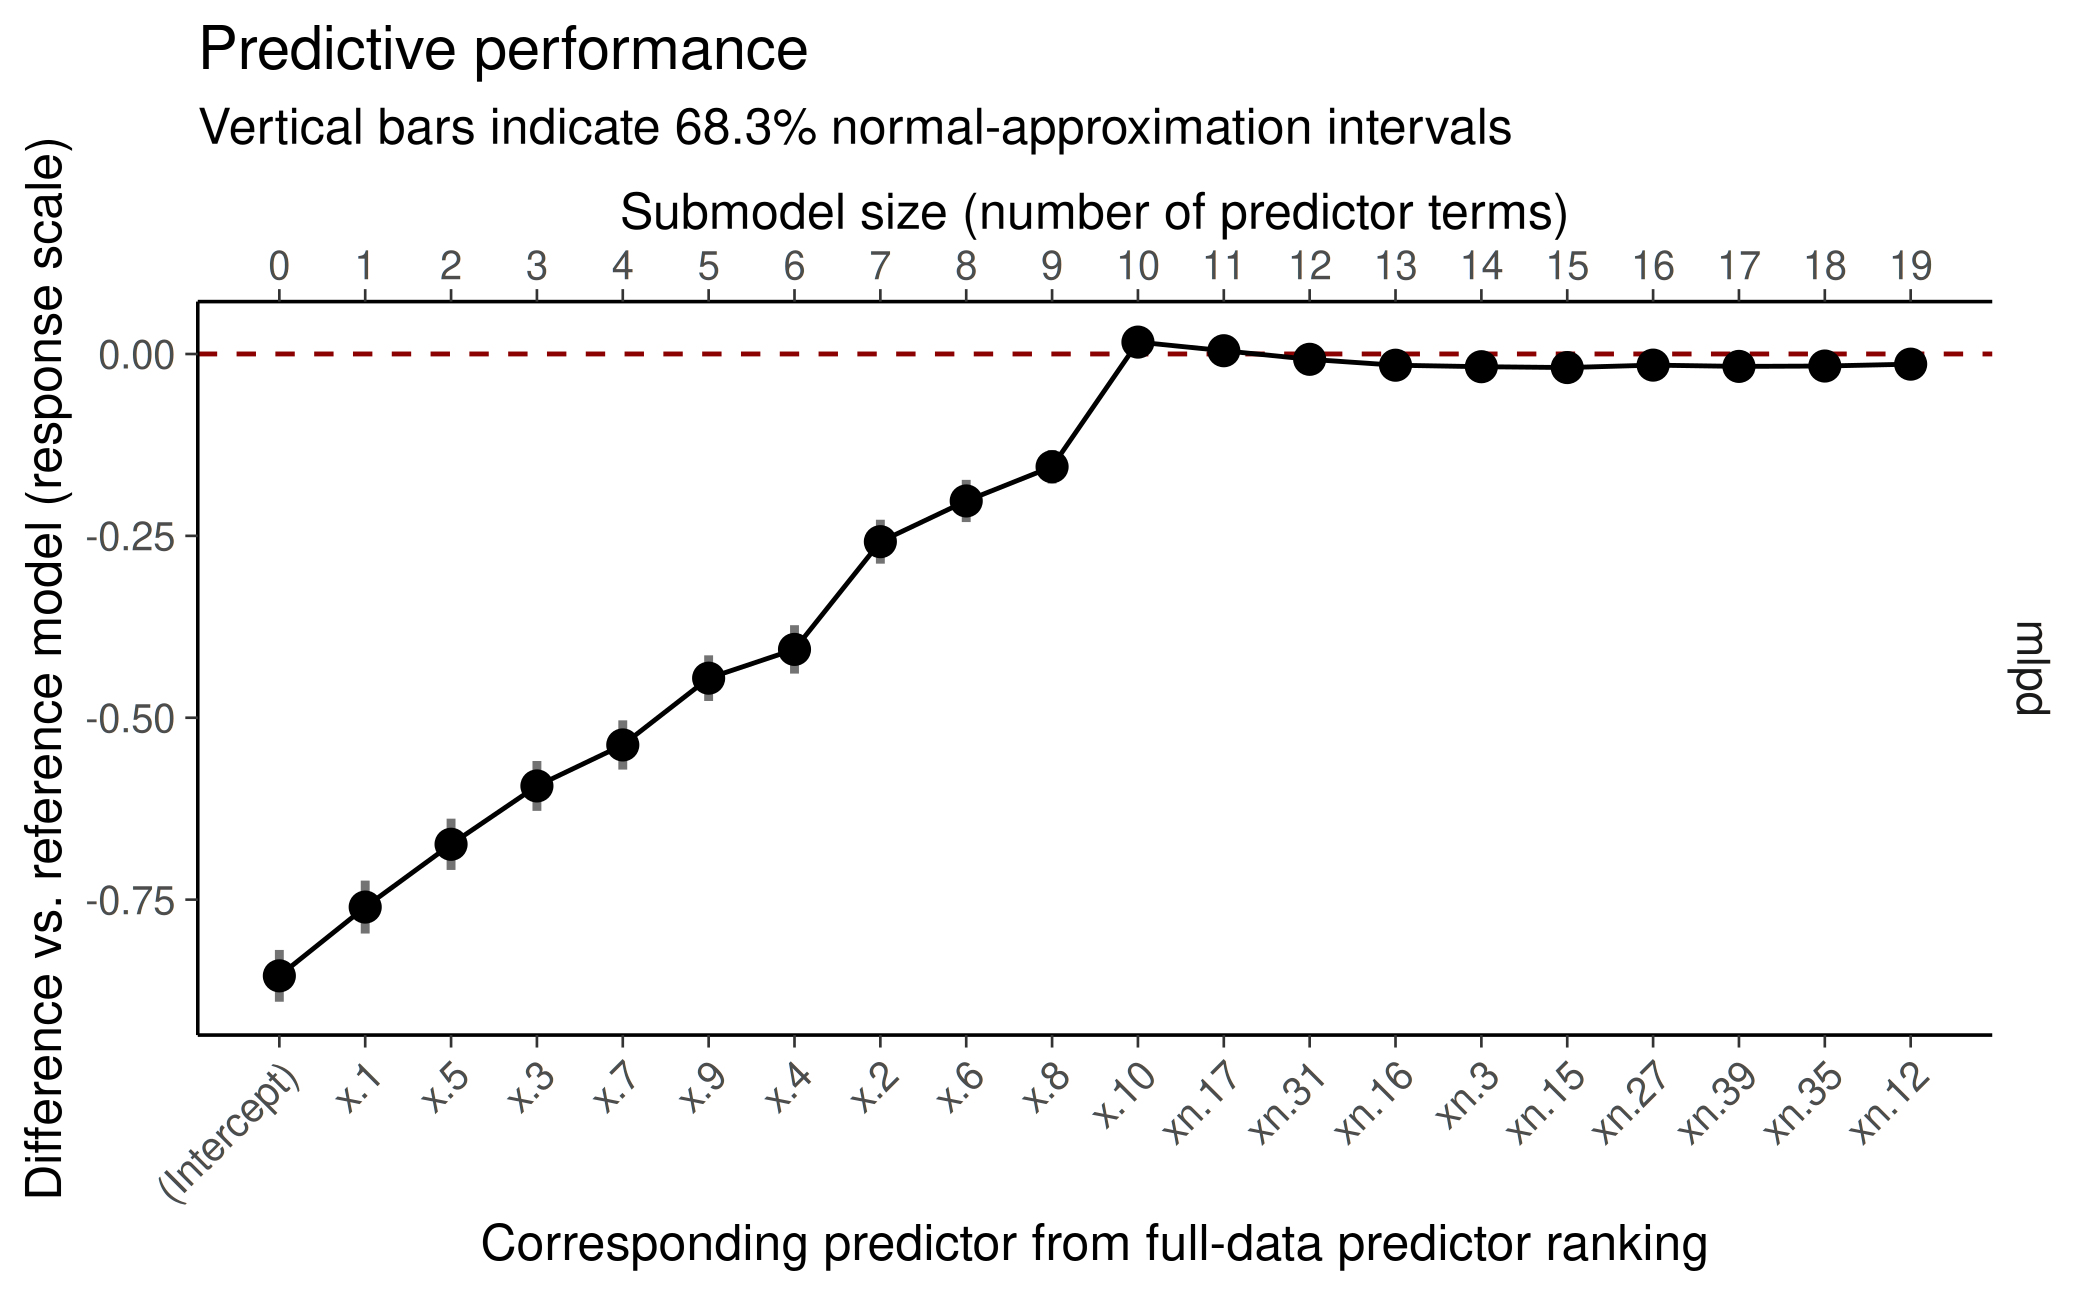 Predictive performance
Vertical bars indicate 68.3% normal-approximation intervals
Submodel size (number of predictor terms)
0 1 2 3 4 5 6 7 8 9 10 11 12 13 14 15 16 17 18 19
Difference vs. reference model (response scale)
0.00
-0.25
-0.50
-0.75
mlpd
(Intercept) x.1 x.5 x.3 x.7 x.9 x.4 x.2 x.6 x.8 x.10 xn.17 xn.31 xn.16 xn.3 xn.15 xn.27 xn.39 xn.35 xn.12
Corresponding predictor from full-data predictor ranking